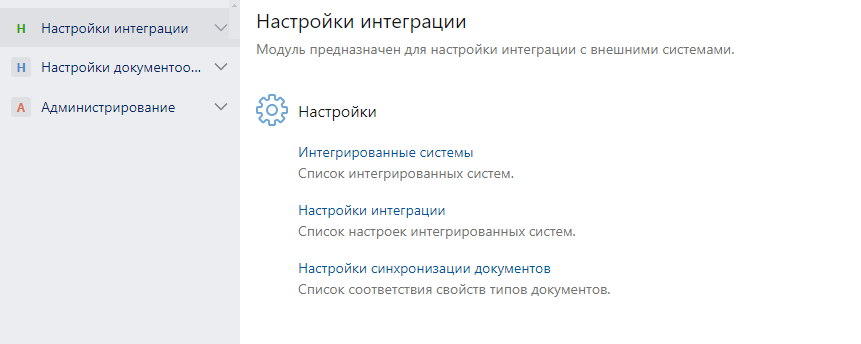 Н Настройки интеграции
Н Настройки документоо...
А Администрирование
Настройки интеграции
Модуль предназначен для настройки интеграции с внешними системами.
Настройки
Интегрированные системы
Список интегрированных систем.
Настройки интеграции
Список настроек интегрированных систем.
Настройки синхронизации документов
Список соответствия свойств типов документов.